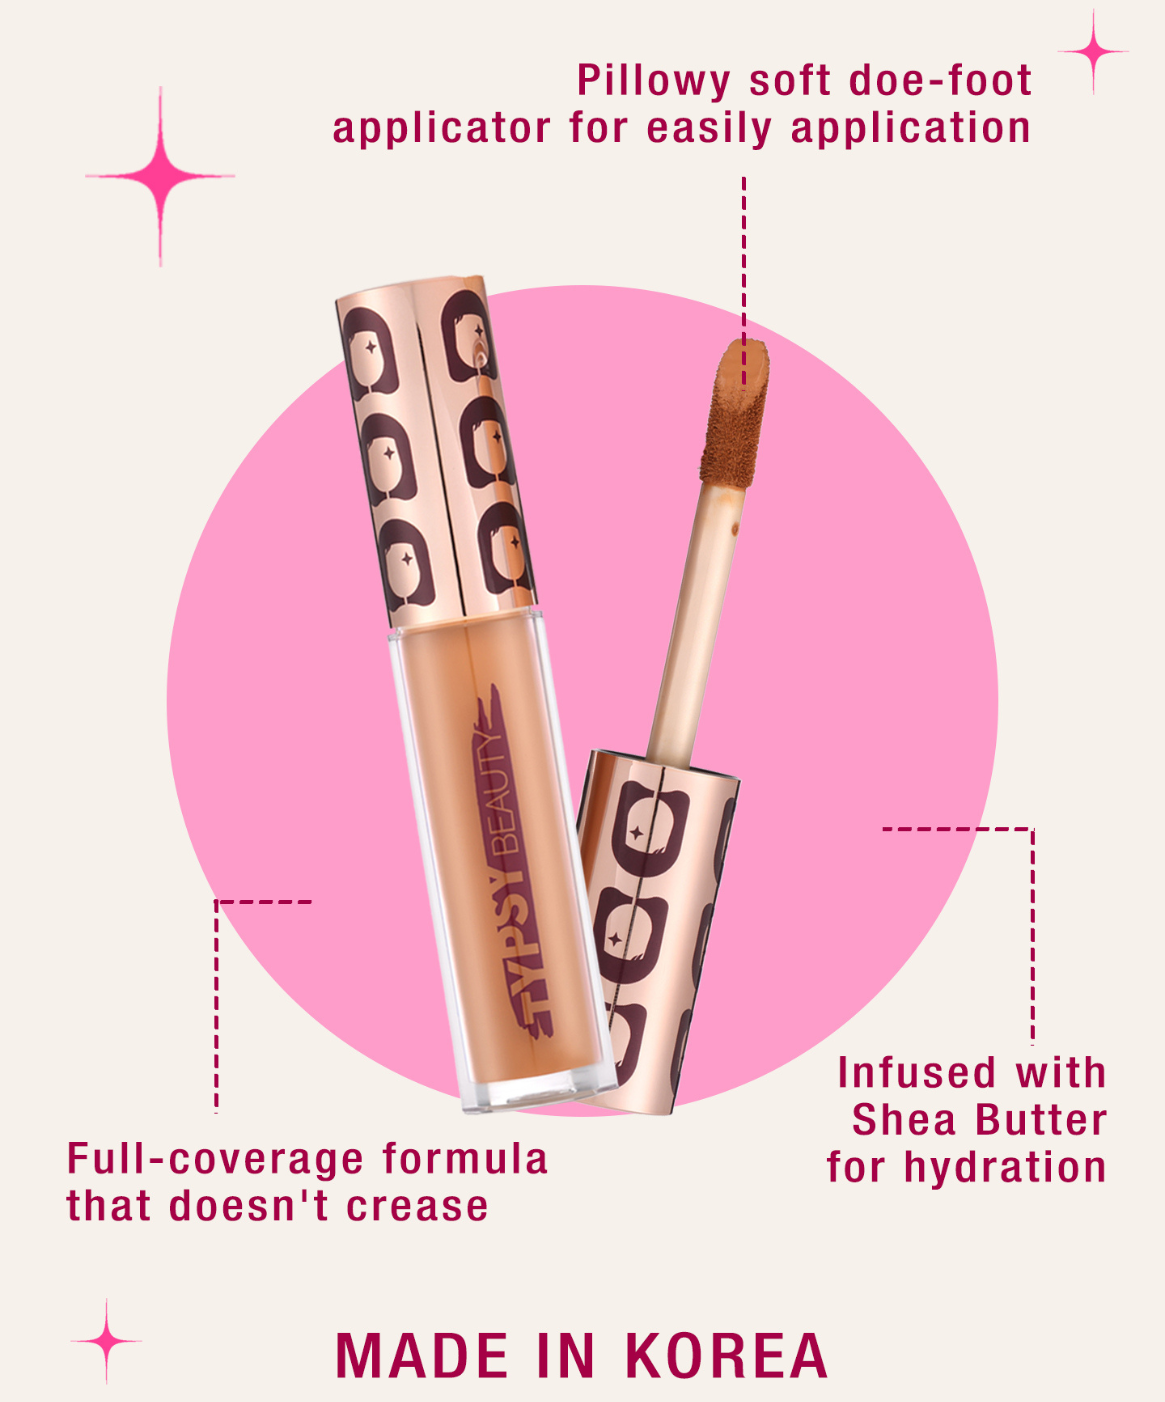 Pillowy soft doe-foot
applicator for easily application
TYPSY BEAUTY
Infused with
Shea Butter
for hydration
Full-coverage formula
that doesn't crease
MADE IN KOREA